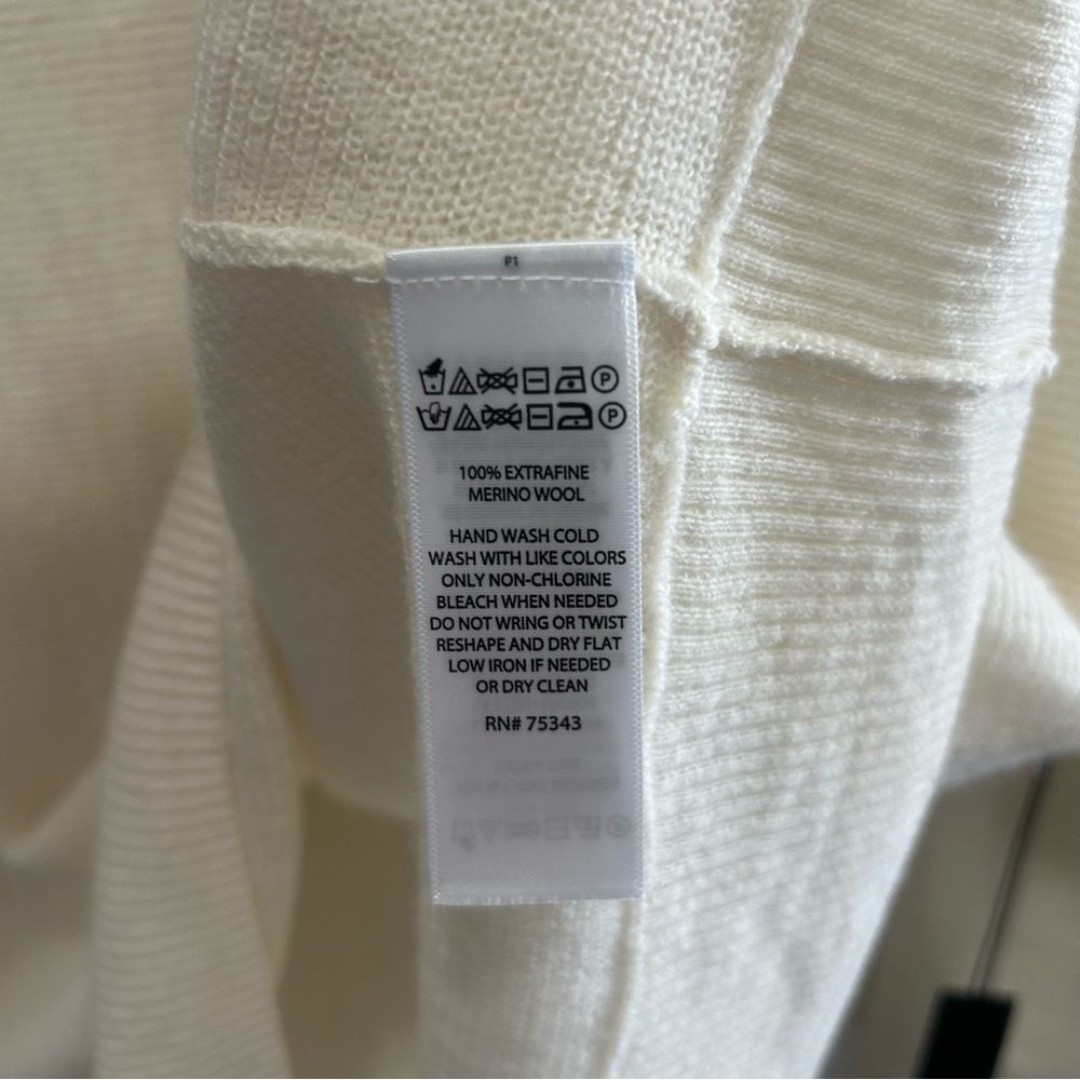 P1
P
P
100% EXTRAFINE
MERINO WOOL
HAND WASH COLD
WASH WITH LIKE COLORS
ONLY NON-CHLORINE
BLEACH WHEN NEEDED
DO NOT WRING OR TWIST
RESHAPE AND DRY FLAT
LOW IRON IF NEEDED
OR DRY CLEAN
RN# 75343